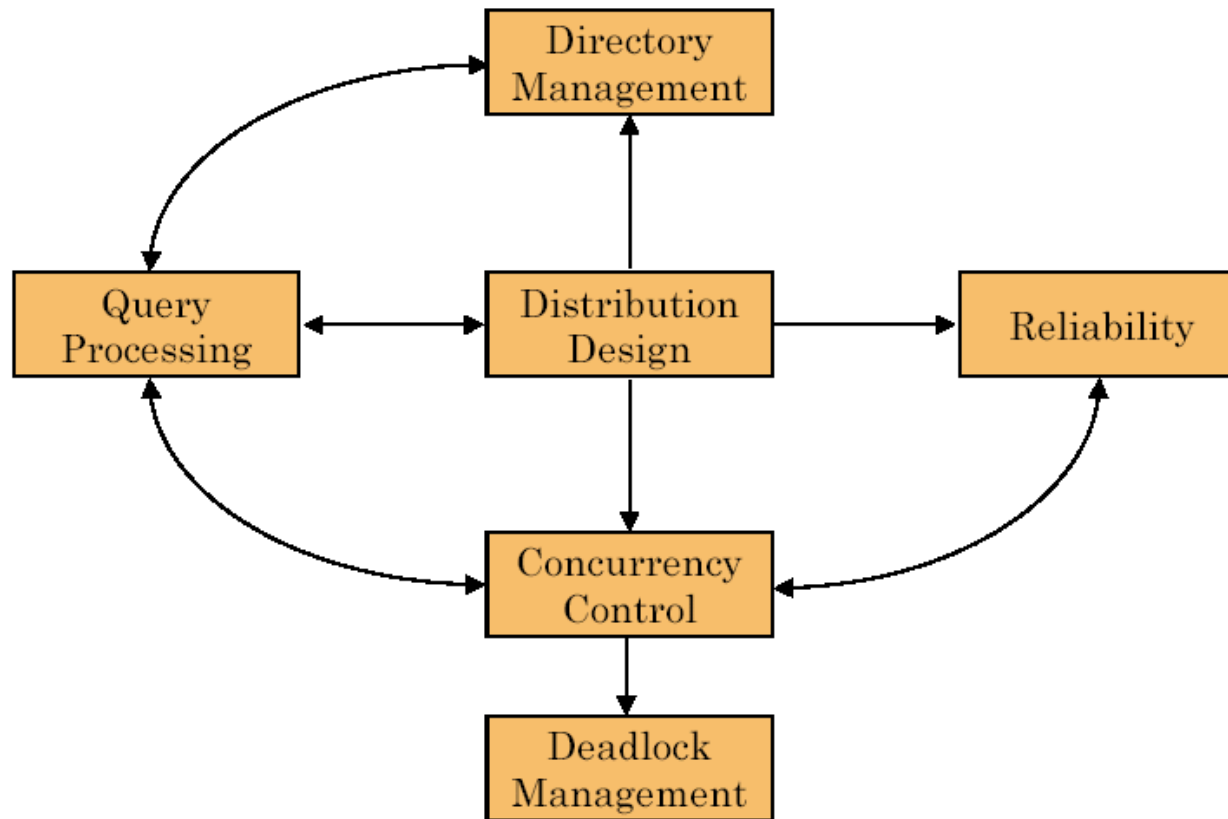 Directory
Management
Query
Processing
Distribution
Design
Reliability
Concurrency
Control
Deadlock
Management